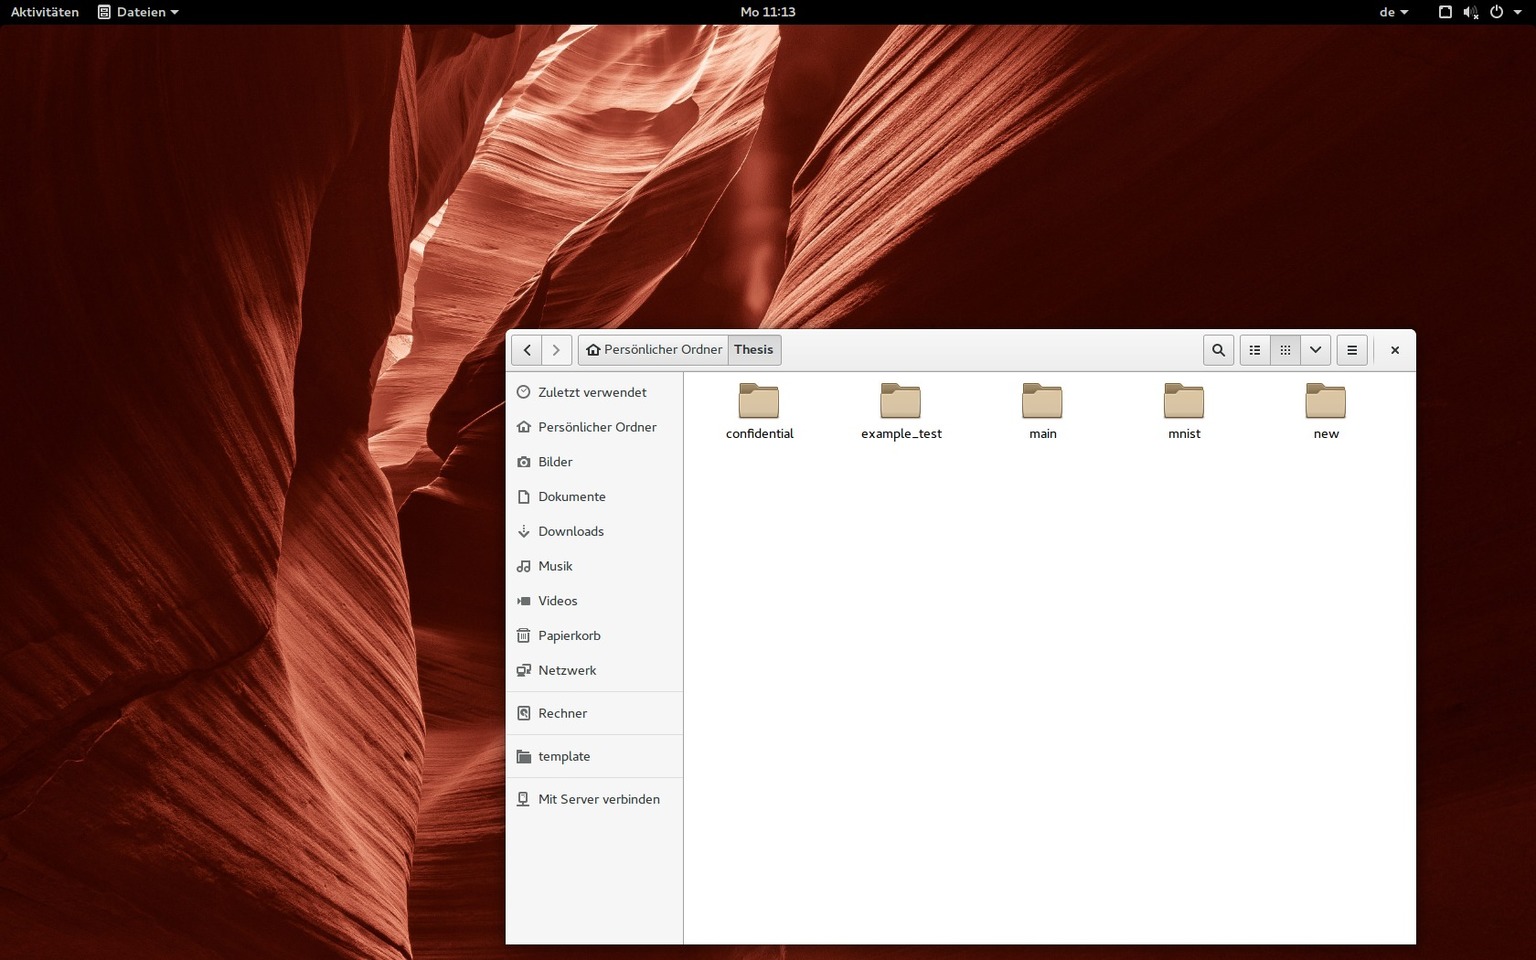 Aktivitäten Dateien Mo 11:13 de
Persönlicher Ordner Thesis
Zuletzt verwendet
Persönlicher Ordner
Bilder
Dokumente
Downloads
Musik
Videos
Papierkorb
Netzwerk
Rechner
template
Mit Server verbinden
confidential example_test main mnist new